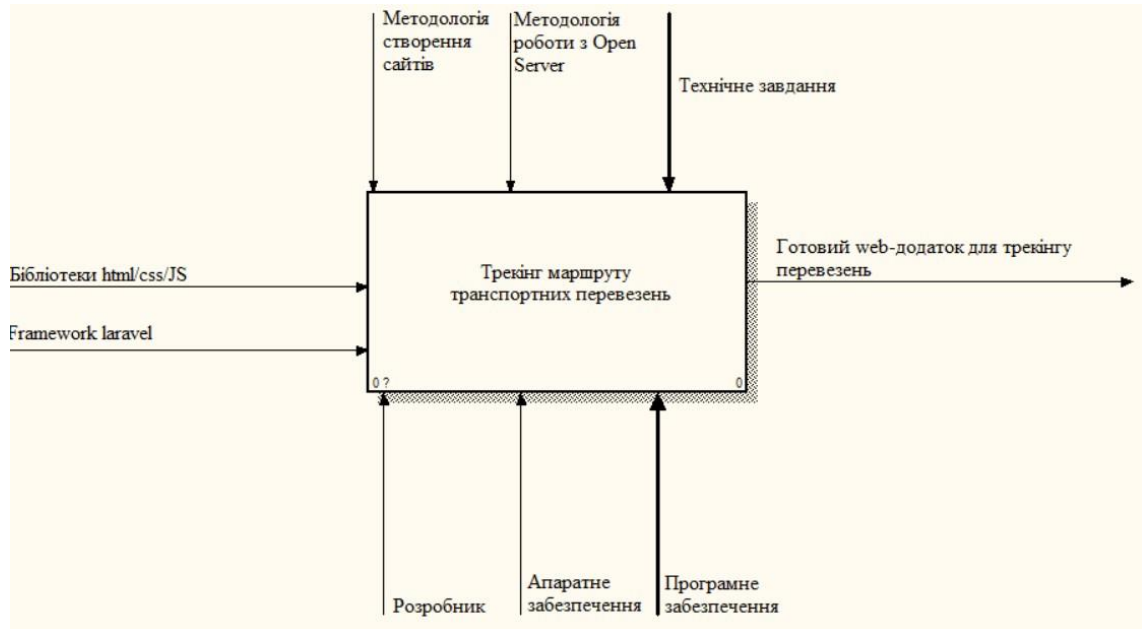 Методологія
створення
сайтів
Методологія
роботи з Open
Server
Технічне завдання
Бібліотеки html/css/JS
Framework laravel
Трекінг маршруту
транспортних перевезень
0 ?
0
Готовий web-додаток для трекінгу
перевезень
Розробник
Апаратне
забезпечення
Програмне
забезпечення